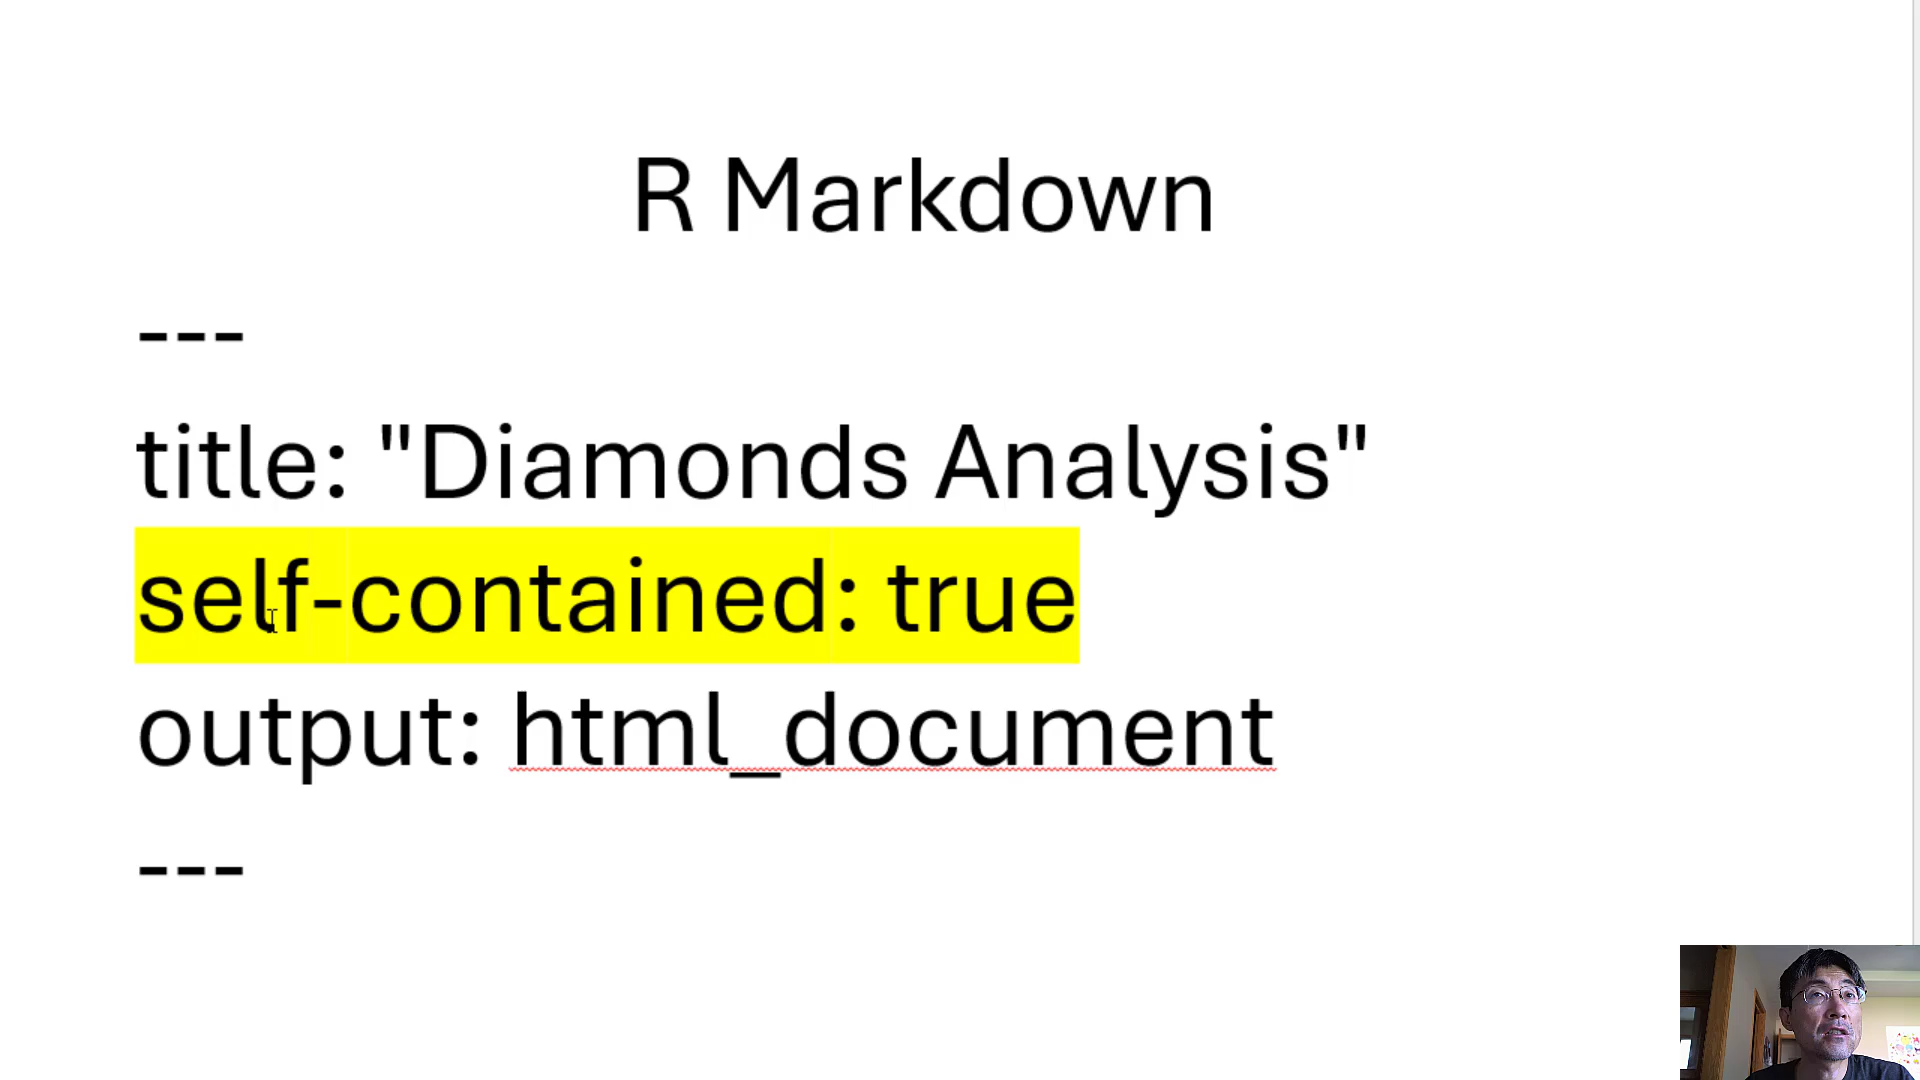 R Markdown
---
title: "Diamonds Analysis"
self-contained: true
output: html_document
---